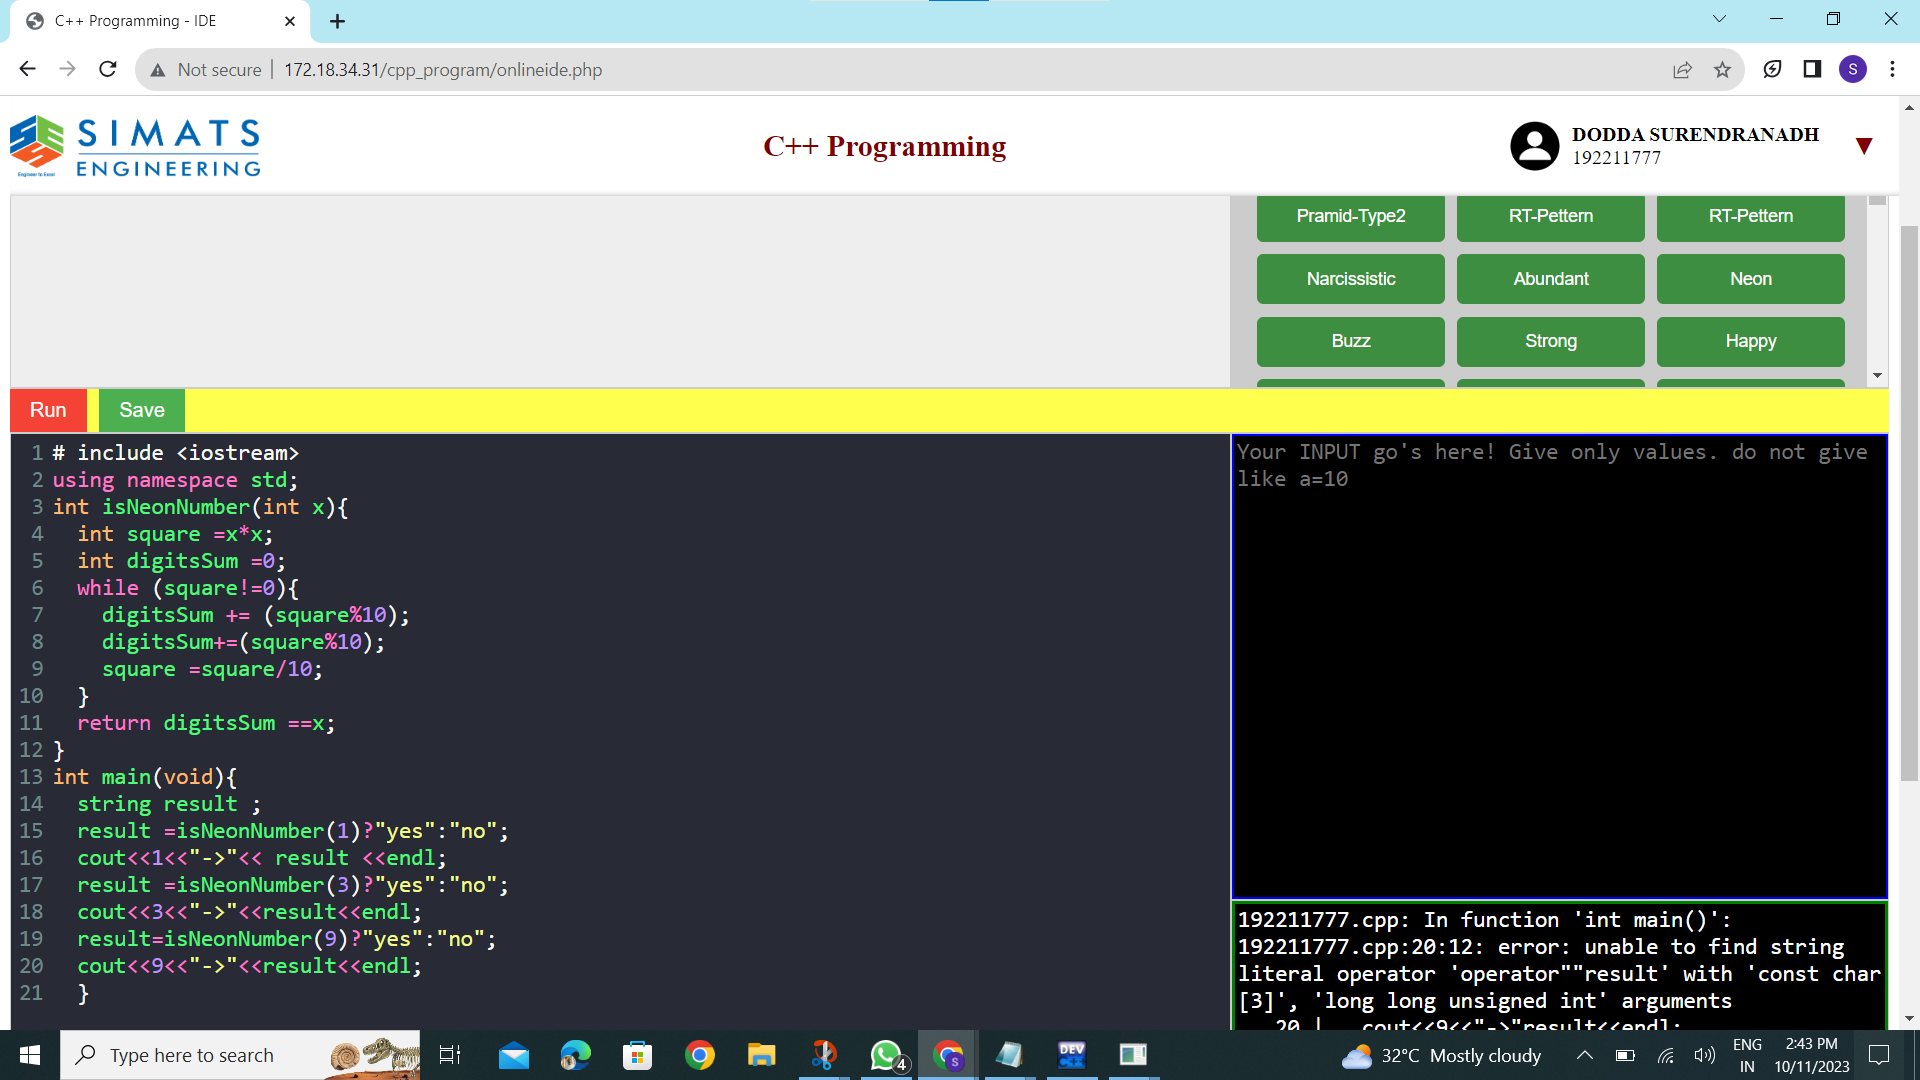 C++ Programming - IDE
Not secure
172.18.34.31/cpp_program/onlineide.php
S
SIMATS
ENGINEERING
Engineer to Excel
C++ Programming
DODDA SURENDRANADH
192211777
Pramid-Type2
RT-Pettern
RT-Pettern
Narcissistic
Abundant
Neon
Buzz
Strong
Happy
Run
Save
1 # include <iostream>
2 using namespace std;
3 int isNeonNumber(int x){
4 int square =x*x;
5 int digitsSum =0;
6 while (square!=0){
7 digitsSum += (square%10);
8 digitsSum+=(square%10);
9 square =square/10;
10 }
11 return digitsSum ==x;
12 }
13 int main(void){
14 string result ;
15 result =isNeonNumber(1)?"yes":"no";
16 cout<<1<<"->"<< result <<endl;
17 result =isNeonNumber(3)?"yes":"no";
18 cout<<3<<"->"<<result<<endl;
19 result=isNeonNumber(9)?"yes":"no";
20 cout<<9<<"->"<<result<<endl;
21 }
Your INPUT go's here! Give only values. do not give
like a=10
192211777.cpp: In function 'int main()':
192211777.cpp:20:12: error: unable to find string
literal operator 'operator""result' with 'const char
[3]', 'long long unsigned int' arguments
20 | cout<<9<<"->"result<<endl;
Type here to search
4
S
DEV
C++
32°C Mostly cloudy
ENG
IN
2:43 PM
10/11/2023